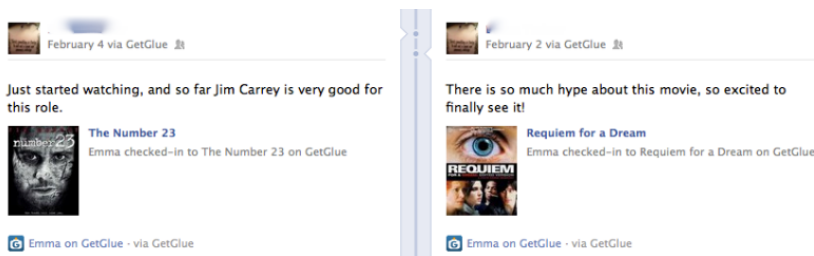 February 4 via GetGlue
Just started watching, and so far Jim Carrey is very good for
this role.
number 23
The Number 23
Emma checked-in to The Number 23 on GetGlue
Emma on GetGlue · via GetGlue
February 2 via GetGlue
There is so much hype about this movie, so excited to
finally see it!
REQUIEM
Requiem for a Dream
Emma checked-in to Requiem for a Dream on GetGlue
Emma on GetGlue · via GetGlue